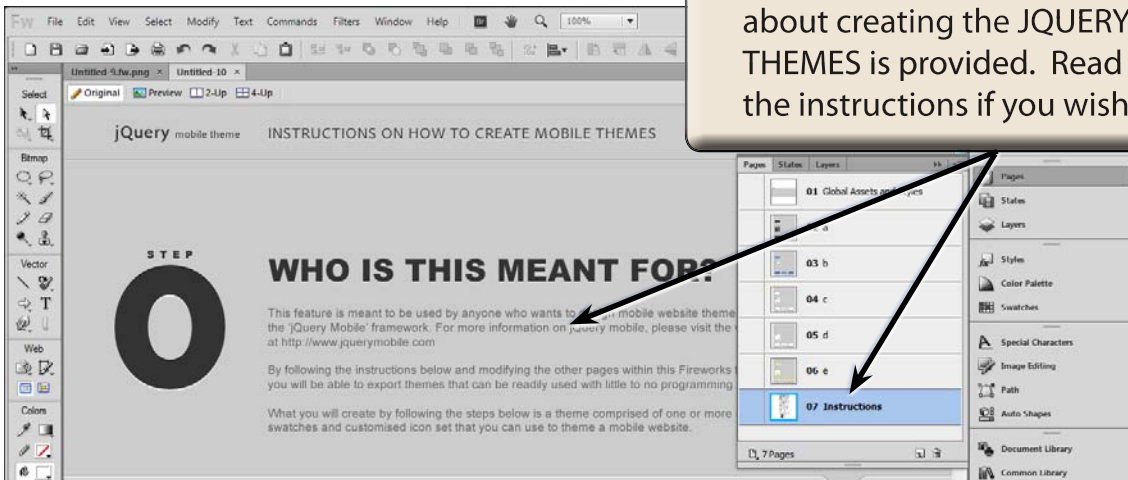 about creating the JQUERY
THEMES is provided. Read
the instructions if you wish
Fw File Edit View Select Modify Text Commands Filters Window Help Br 100%
Untitled-9.fw.png × Untitled-10 ×
Original Preview 2-Up 4-Up
Select
Bitmap
Vector
Web
Colors
jQuery mobile theme INSTRUCTIONS ON HOW TO CREATE MOBILE THEMES
STEP
0
WHO IS THIS MEANT FOR?
This feature is meant to be used by anyone who wants to design mobile website theme
the 'jQuery Mobile' framework. For more information on jQuery mobile, please visit the
at http://www.jquerymobile.com
By following the instructions below and modifying the other pages within this Fireworks
you will be able to export themes that can be readily used with little to no programming
What you will create by following the steps below is a theme comprised of one or more
swatches and customised icon set that you can use to theme a mobile website.
Pages States Layers
01 Global Assets and Styles
a
03 b
04 c
05 d
06 e
07 Instructions
7 Pages
Pages
States
Layers
Styles
Color Palette
Swatches
Special Characters
Image Editing
Path
Auto Shapes
Document Library
Common Library